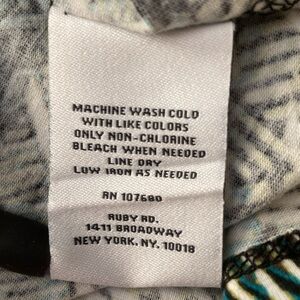 MACHINE WASH COLD
WITH LIKE COLORS
ONLY NON-CHLORINE
BLEACH WHEN NEEDED
LINE DRY
LOW IRON AS NEEDED
RN 107680
RUBY RD.
1411 BROADWAY
NEW YORK, NY. 10018